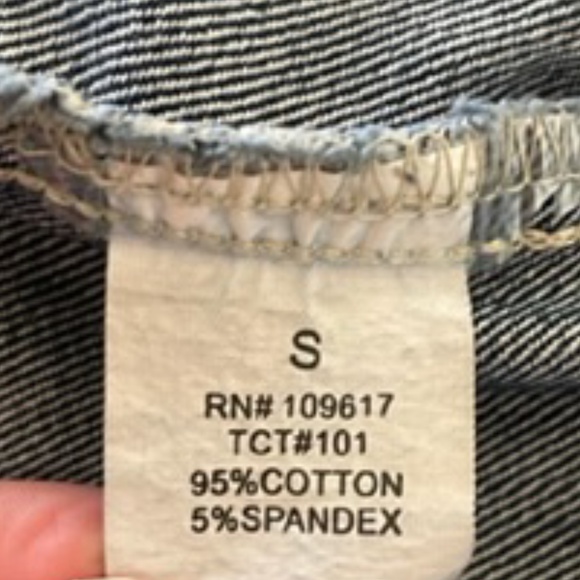 S
RN# 109617
TCT#101
95%COTTON
5%SPANDEX